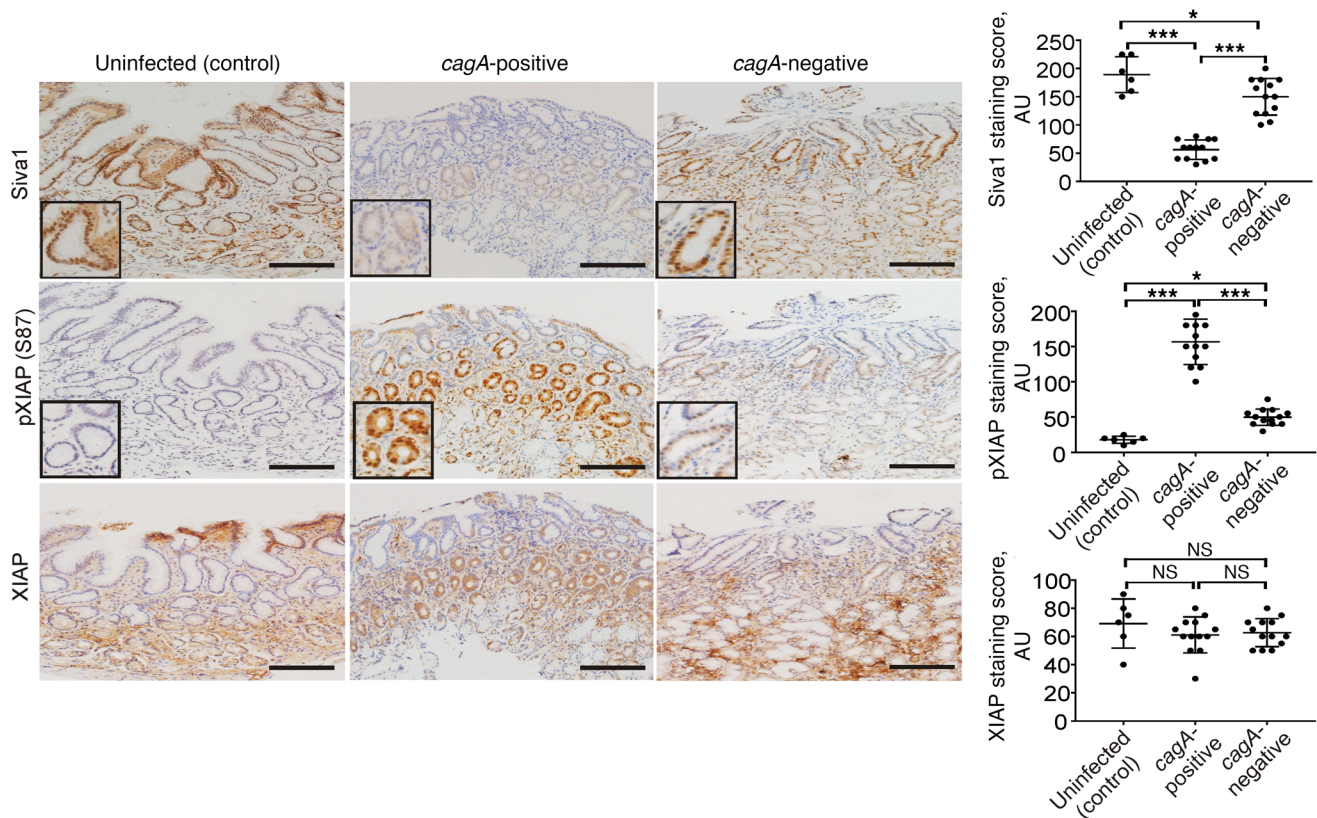 Uninfected (control)
cagA-positive
cagA-negative
Siva1
pXIAP (S87)
XIAP
Siva1 staining score,
AU
250
200
150
100
50
0
*
***
***
Uninfected
(control)
cagA-
positive
cagA-
negative
pXIAP staining score,
AU
200
150
100
50
0
*
***
***
Uninfected
(control)
cagA-
positive
cagA-
negative
XIAP staining score,
AU
100
80
60
40
20
0
NS
NS
NS
Uninfected
(control)
cagA-
positive
cagA-
negative